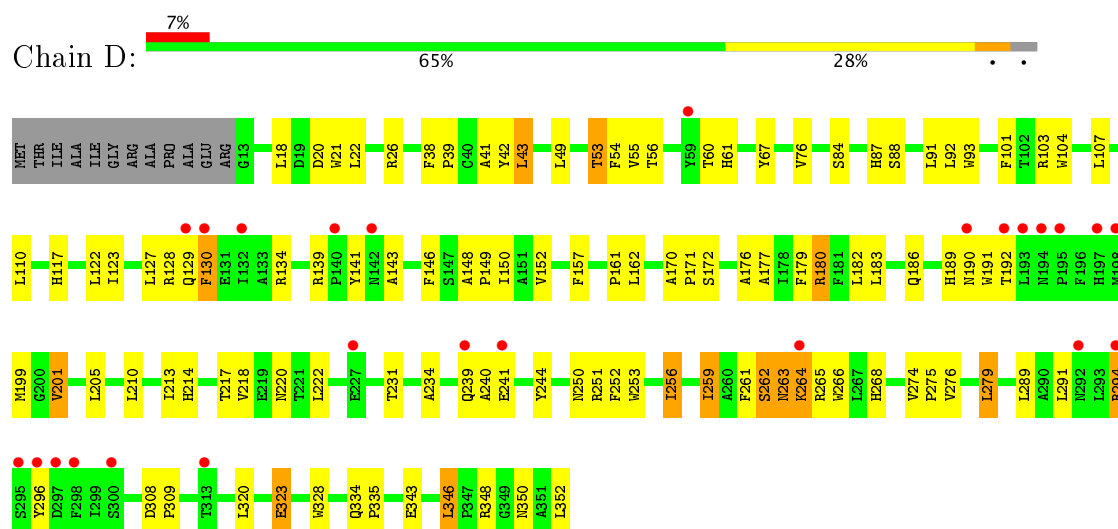 7%
Chain D:
65% 28% • •
MET THR ILE ALA ILE GLY ARG ALA PRO ALA GLU ARG G13 L18 D19 D20 W21 L22 R26 F38 P39 C40 A41 Y42 L43 L49 T53 F54 V55 T56 Y59 T60 H61 Y67 V76 S84 H87 S88 L91 L92 W93 F101 T102 R103 W104 L107
L110 H117 L122 I123 L127 R128 Q129 F130 E131 I132 A133 R134 R139 P140 Y141 N142 A143 F146 S147 A148 P149 I150 A151 V152 F157 P161 L162 A170 P171 S172 A176 A177 I178 F179 R180 F181 L182 L183 Q186 H189 N190 W191 T192 L193 N194 P195 F196 H197 M198
M199 G200 V201 L205 L210 I213 H214 T217 V218 E219 N220 T221 L222 E227 T231 A234 Q239 A240 E241 Y244 N250 R251 F252 W253 I256 I259 A260 F261 S262 N263 K264 R265 W266 L267 H268 V274 P275 V276 L279 L289 A290 L291 N292 L293 R294
S295 Y296 D297 F298 I299 S300 D308 P309 T313 L320 E323 W328 Q334 P335 E343 L346 P347 R348 G349 N350 A351 L352